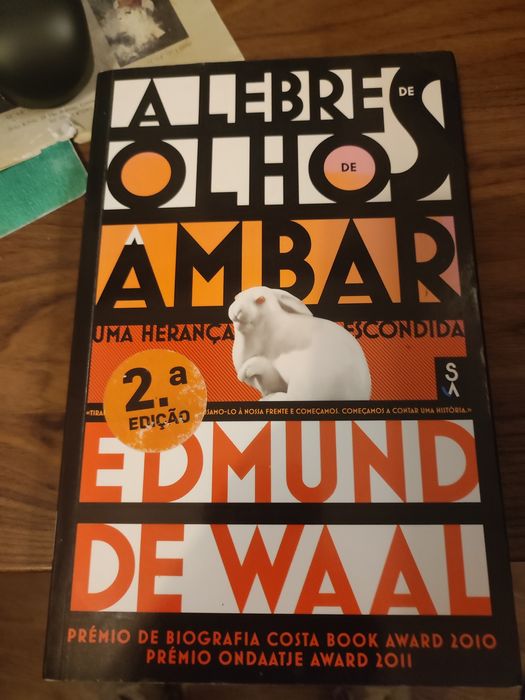 A LEBRE DE
OLHOS DE
ÂMBAR
UMA HERANÇA ESCONDIDA
SA
2.ª
EDIÇÃO
À NOSSA FRENTE E COMEÇAMOS. COMEÇAMOS A CONTAR UMA HISTÓRIA.»
EDMUND
DE WAAL
PRÉMIO DE BIOGRAFIA COSTA BOOK AWARD 2010
PRÉMIO ONDAATJE AWARD 2011